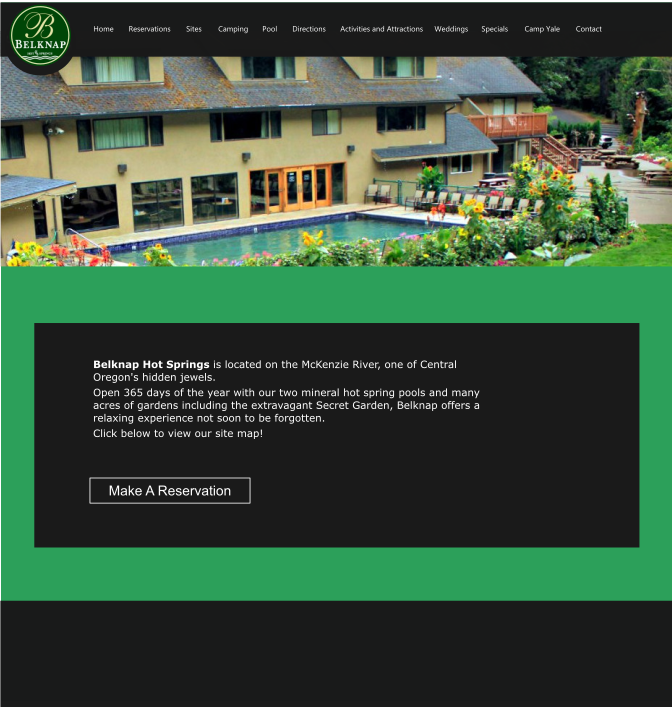 B
BELKNAP
HOT SPRINGS
Home Reservations Sites Camping Pool Directions Activities and Attractions Weddings Specials Camp Yale Contact
Belknap Hot Springs is located on the McKenzie River, one of Central
Oregon's hidden jewels.
Open 365 days of the year with our two mineral hot spring pools and many
acres of gardens including the extravagant Secret Garden, Belknap offers a
relaxing experience not soon to be forgotten.
Click below to view our site map!
Make A Reservation